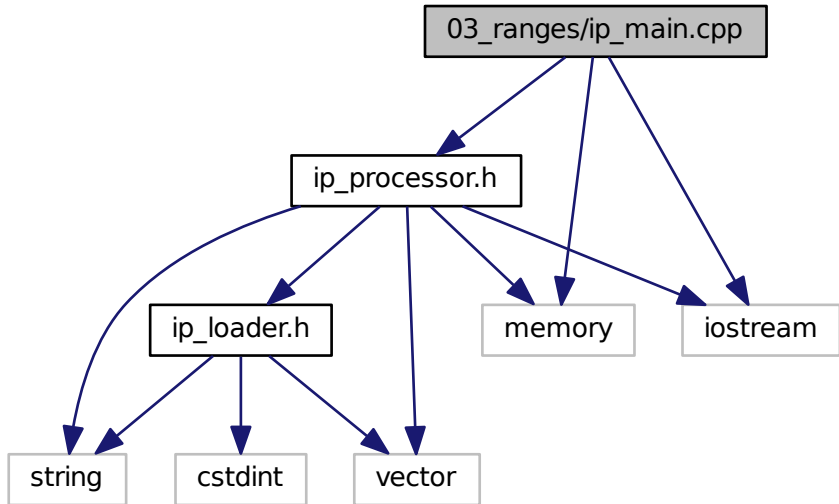 03_ranges/ip_main.cpp
ip_processor.h
ip_loader.h
memory
iostream
string
cstdint
vector